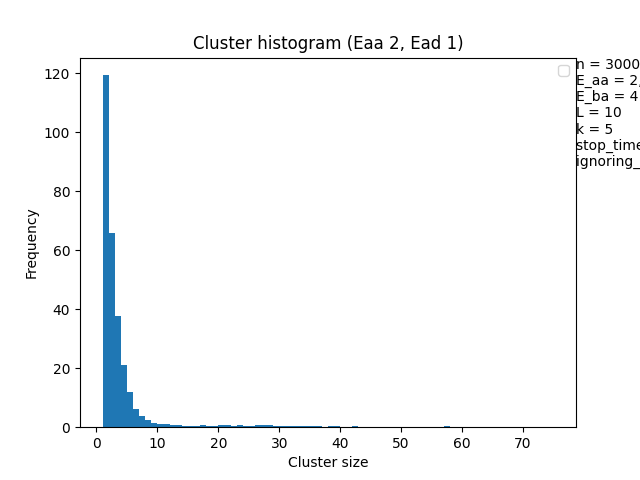 Cluster histogram (Eaa 2, Ead 1)
n = 3000
E_aa = 2,
E_ba = 4
L = 10
k = 5
stop_time
ignoring_
120
100
80
60
40
20
0
Frequency
0 10 20 30 40 50 60 70
Cluster size